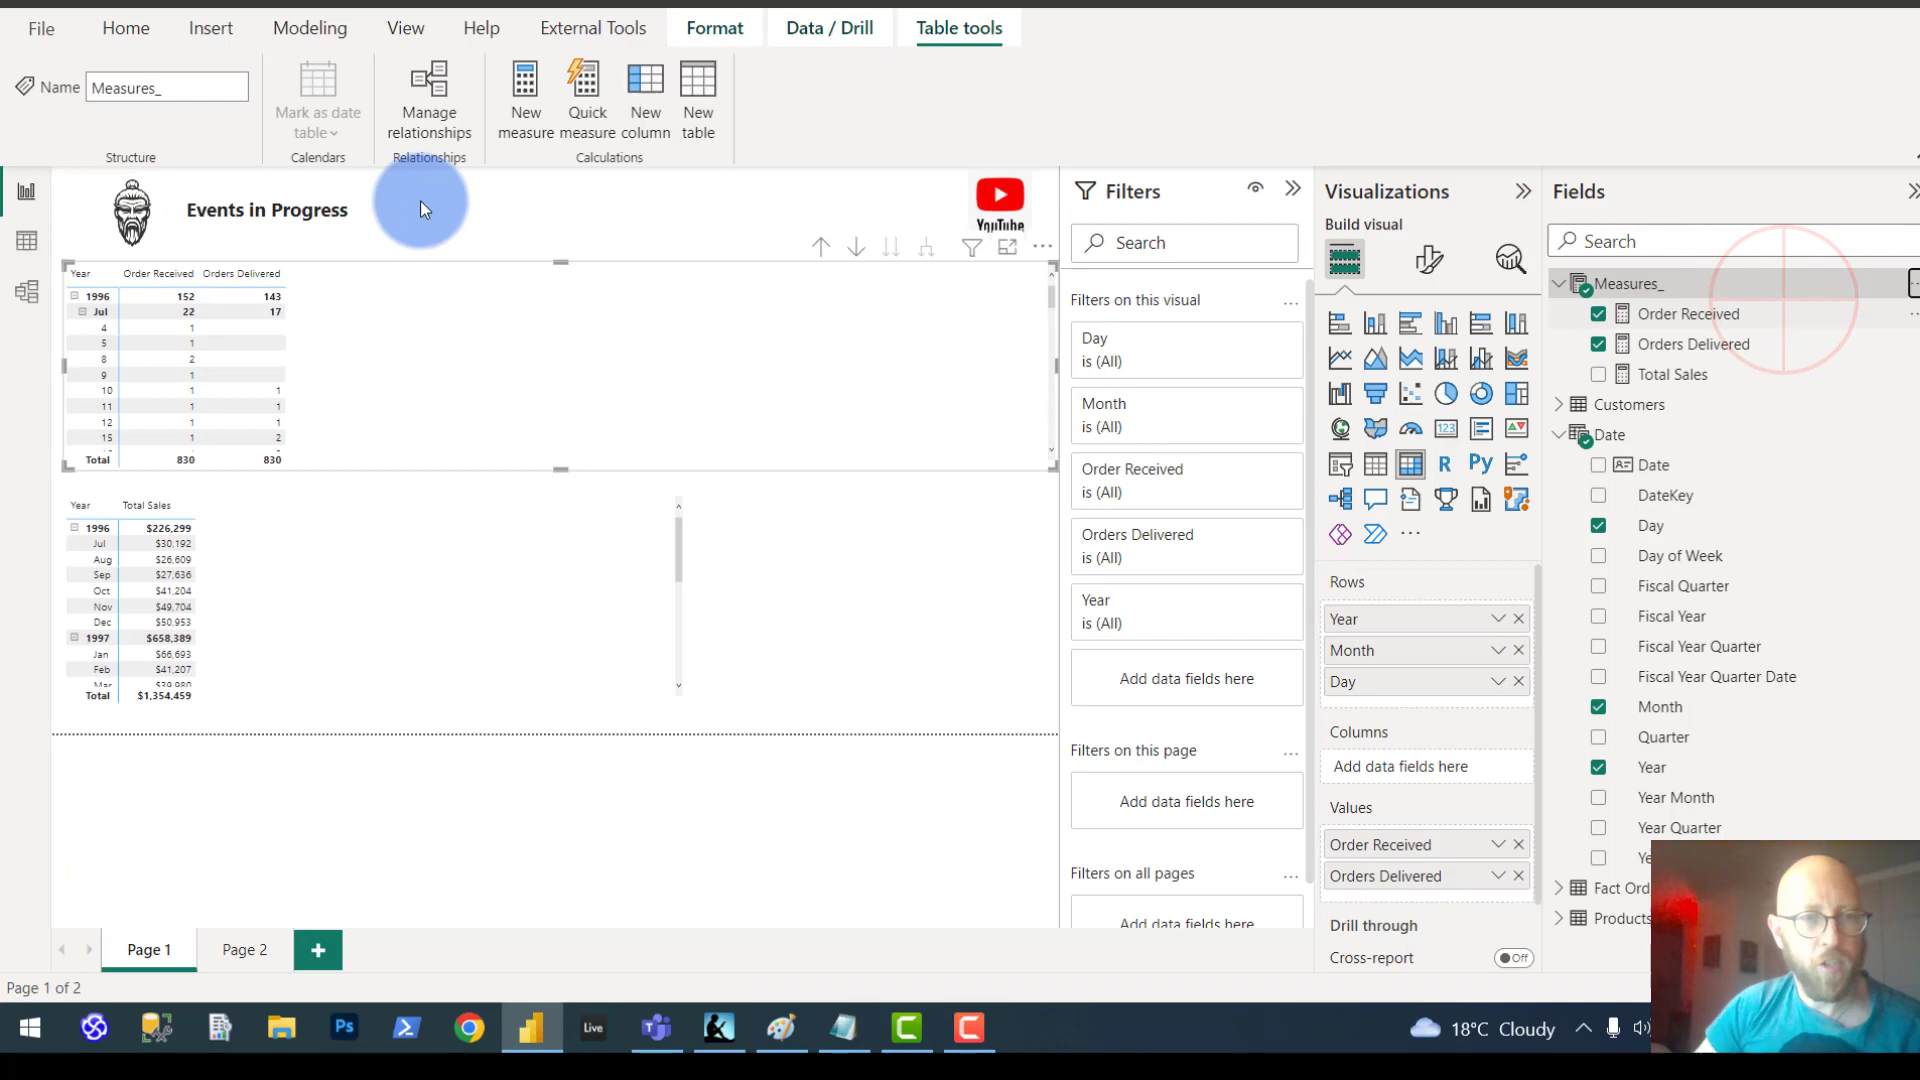 File Home Insert Modeling View Help External Tools Format Data / Drill Table tools
Name Measures_
Mark as date table
Manage relationships
New measure
Quick measure
New column
New table
Structure Calendars Relationships Calculations
Events in Progress
YouTube
Year Order Received Orders Delivered
1996 152 143
Jul 22 17
4 1
5 1
8 2
9 1
10 1 1
11 1 1
12 1 1
15 1 2
Total 830 830
Year Total Sales
1996 $226,299
Jul $30,192
Aug $26,609
Sep $27,636
Oct $41,204
Nov $49,704
Dec $50,953
1997 $658,389
Jan $66,693
Feb $41,207
Mar $39,980
Total $1,354,459
Filters
Search
Filters on this visual ...
Day
is (All)
Month
is (All)
Order Received
is (All)
Orders Delivered
is (All)
Year
is (All)
Add data fields here
Filters on this page ...
Add data fields here
Filters on all pages ...
Add data fields here
Visualizations
Build visual
123
R Py
...
Rows
Year
Month
Day
Columns
Add data fields here
Values
Order Received
Orders Delivered
Drill through
Cross-report Off
Fields
Search
Measures_
Order Received
Orders Delivered
Total Sales
Customers
Date
Date
DateKey
Day
Day of Week
Fiscal Quarter
Fiscal Year
Fiscal Year Quarter
Fiscal Year Quarter Date
Month
Quarter
Year
Year Month
Year Quarter
Fact Ord
Products
Page 1 Page 2 +
Page 1 of 2
Ps Live
18°C Cloudy